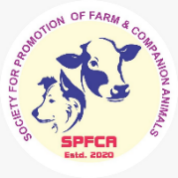 SOCIETY FOR PROMOTION OF FARM & COMPANION ANIMALS
SPFCA
Estd. 2020